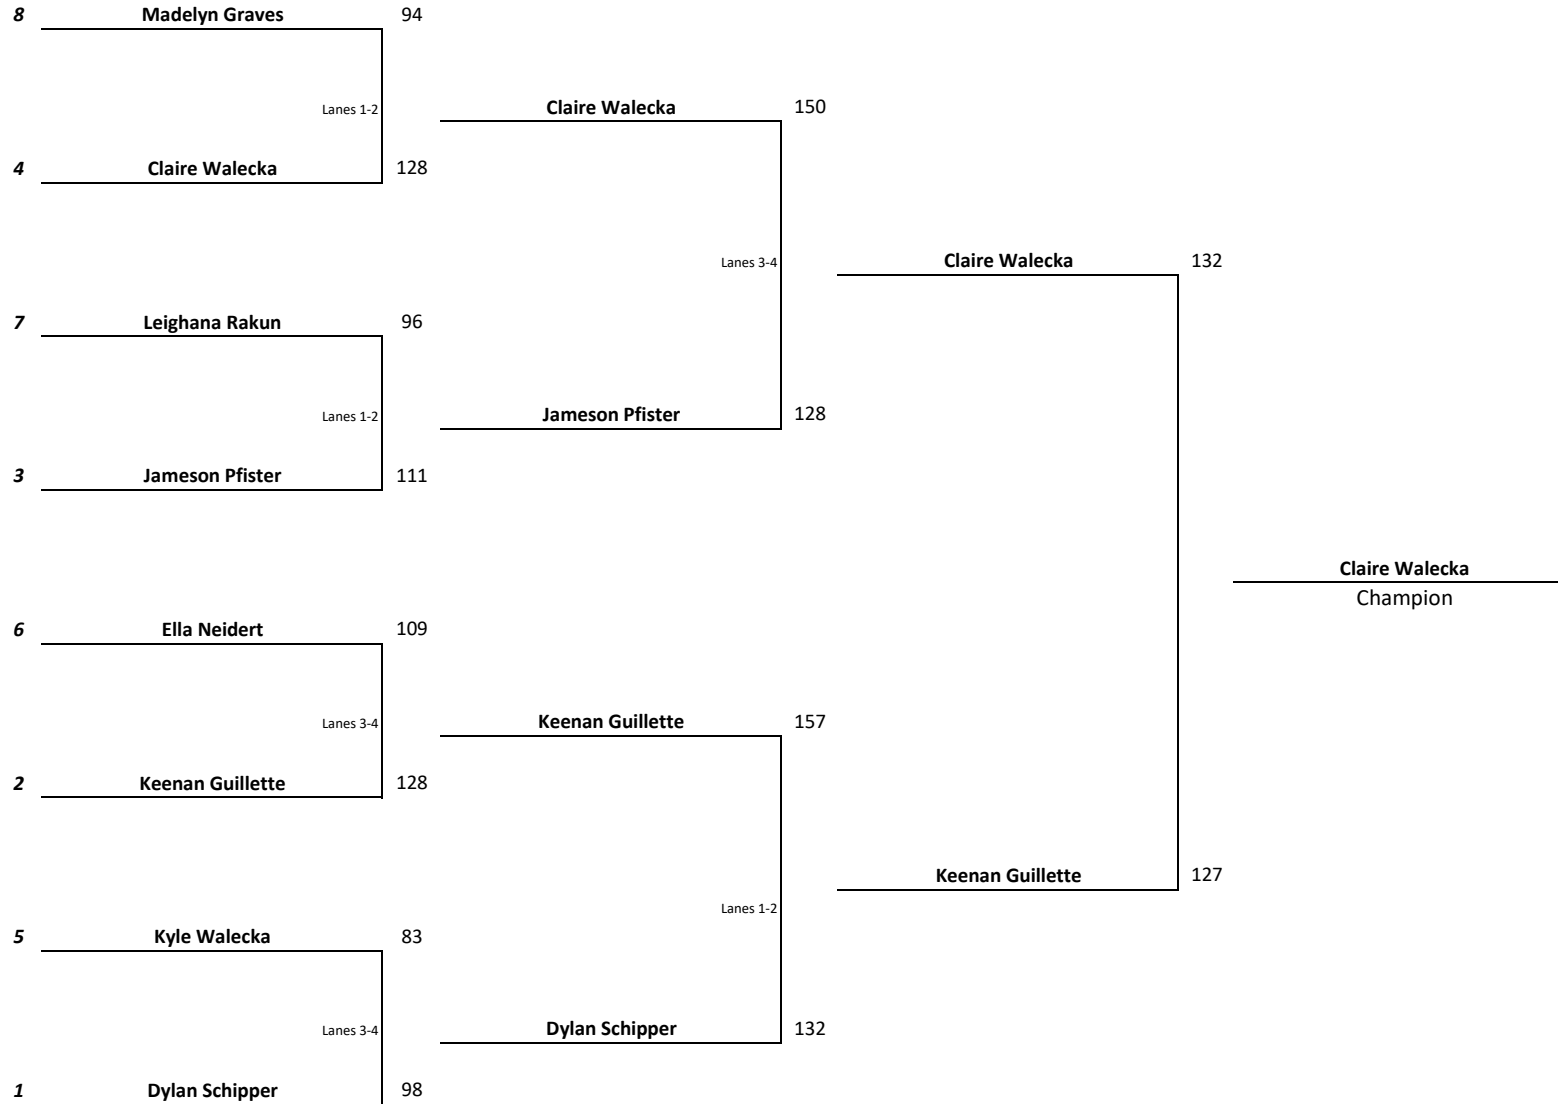 8 Madelyn Graves 94
Lanes 1-2 Claire Walecka 150
4 Claire Walecka 128
Lanes 3-4 Claire Walecka 132
7 Leighana Rakun 96
Lanes 1-2 Jameson Pfister 128
3 Jameson Pfister 111
Claire Walecka
Champion
6 Ella Neidert 109
Lanes 3-4 Keenan Guillette 157
2 Keenan Guillette 128
Keenan Guillette 127
Lanes 1-2
5 Kyle Walecka 83
Lanes 3-4 Dylan Schipper 132
1 Dylan Schipper 98